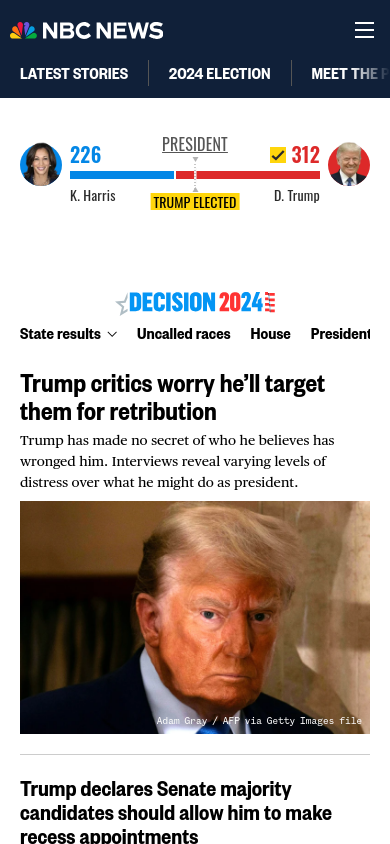 NBC NEWS
LATEST STORIES
2024 ELECTION
MEET THE
PRESIDENT
226
312
K. Harris
TRUMP ELECTED
D. Trump
DECISION 2024
State results
Uncalled races
House
President
Trump critics worry he’ll target
them for retribution
Trump has made no secret of who he believes has
wronged him. Interviews reveal varying levels of
distress over what he might do as president.
Adam Gray / AFP via Getty Images file
Trump declares Senate majority
candidates should allow him to make
recess appointments